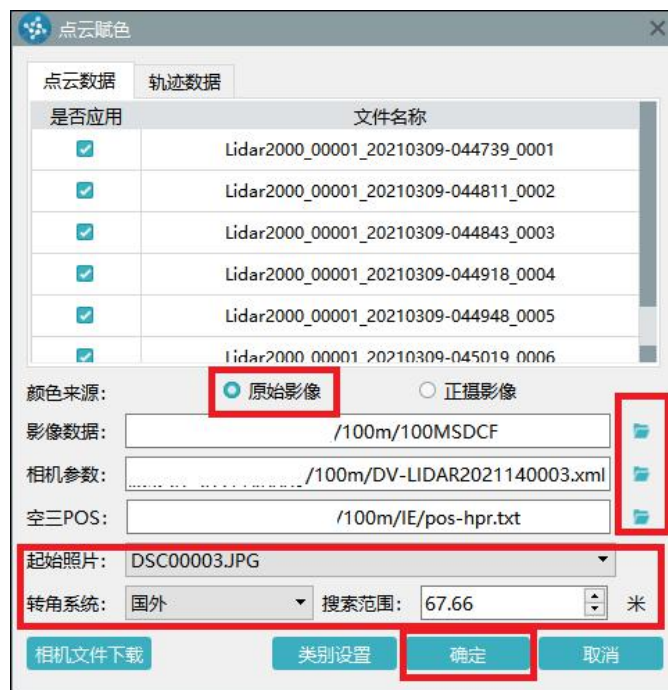 点云赋色
点云数据 轨迹数据
是否应用 文件名称
Lidar2000_00001_20210309-044739_0001
Lidar2000_00001_20210309-044811_0002
Lidar2000_00001_20210309-044843_0003
Lidar2000_00001_20210309-044918_0004
Lidar2000_00001_20210309-044948_0005
Lidar2000_00001_20210309-045019_0006
颜色来源: 原始影像 正摄影像
影像数据: /100m/100MSDCF
相机参数: /100m/DV-LIDAR2021140003.xml
空三POS: /100m/IE/pos-hpr.txt
起始照片: DSC00003.JPG
转角系统: 国外 搜索范围: 67.66 米
相机文件下载 类别设置 确定 取消